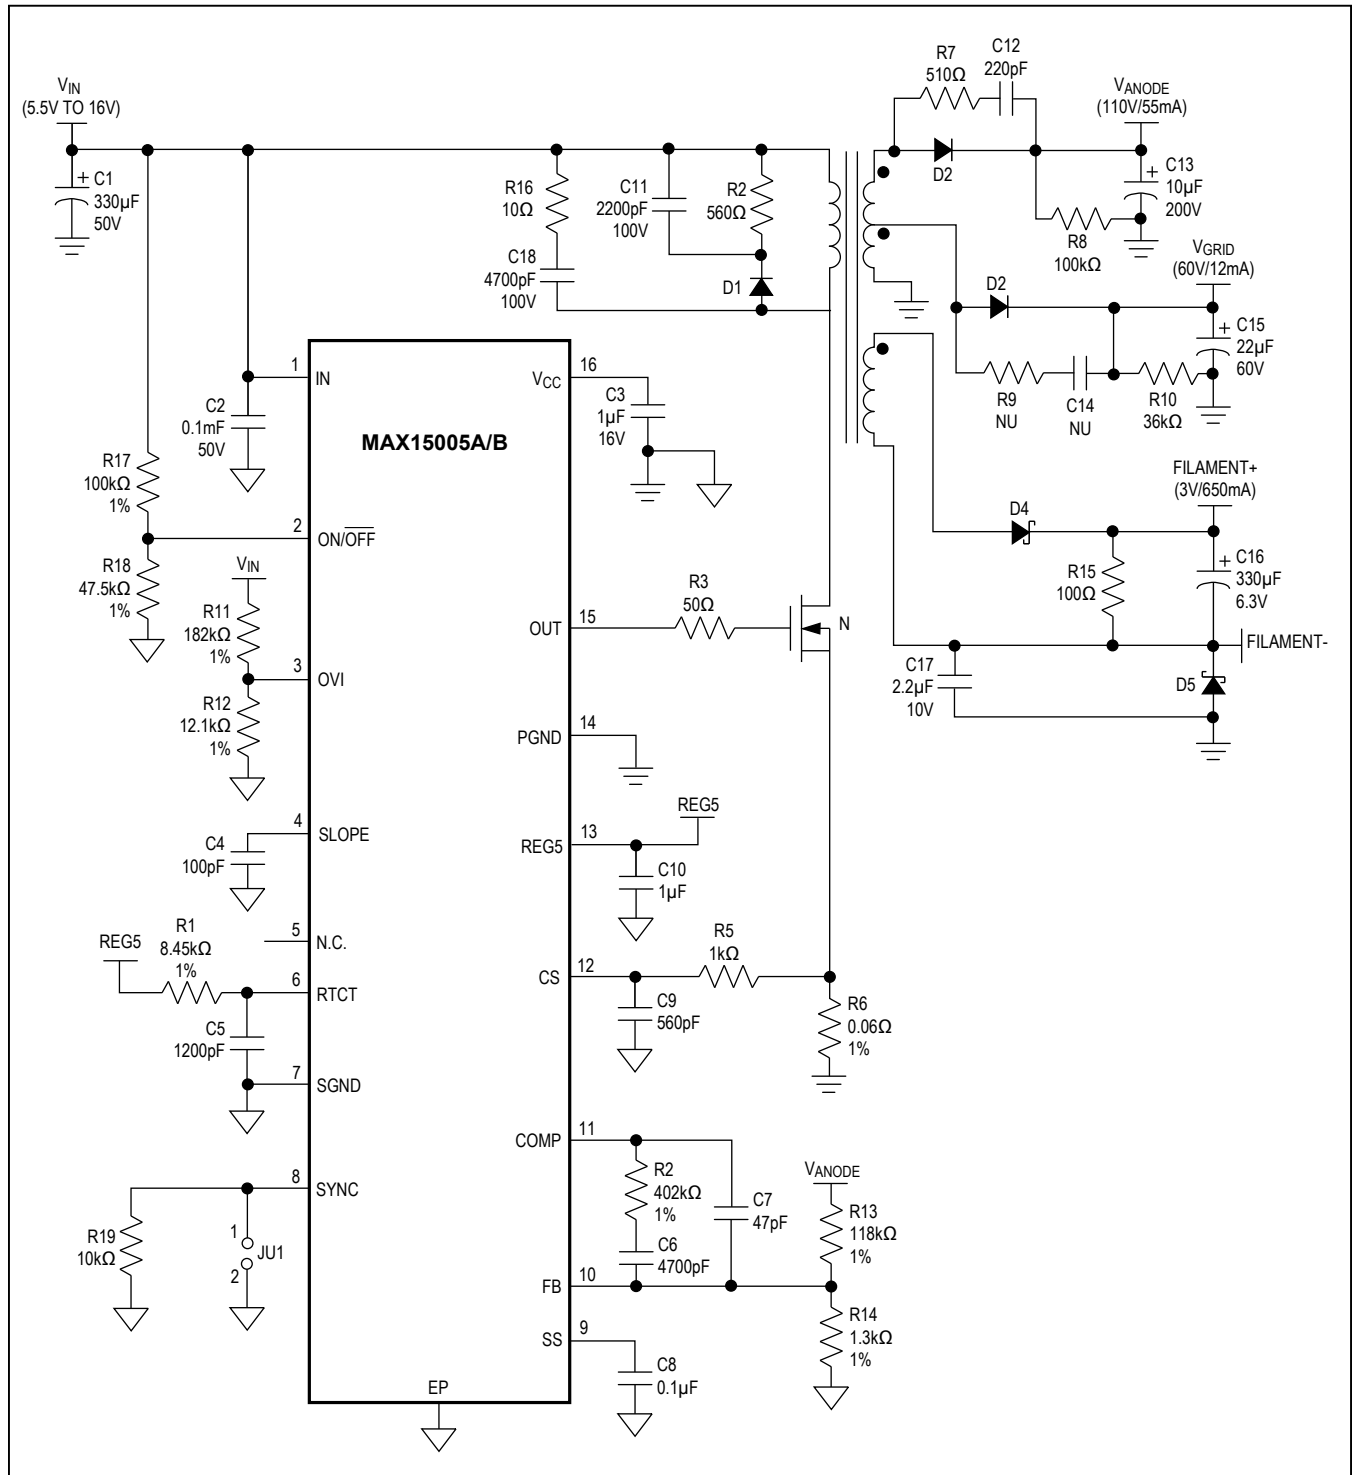 VIN
(5.5V TO 16V)
C1
330µF
50V
R16
10Ω
C18
4700pF
100V
C11
2200pF
100V
R2
560Ω
D1
R7
510Ω
C12
220pF
D2
VANODE
(110V/55mA)
C13
10µF
200V
R8
100kΩ
VGRID
(60V/12mA)
D2
C15
22µF
60V
R9
NU
C14
NU
R10
36kΩ
FILAMENT+
(3V/650mA)
D4
R15
100Ω
C16
330µF
6.3V
FILAMENT-
C17
2.2µF
10V
D5
MAX15005A/B
1
IN
C2
0.1mF
50V
R17
100kΩ
1%
2
ON/OFF
R18
47.5kΩ
1%
VIN
R11
182kΩ
1%
3
OVI
R12
12.1kΩ
1%
4
SLOPE
C4
100pF
5
N.C.
REG5
R1
8.45kΩ
1%
6
RTCT
C5
1200pF
7
SGND
8
SYNC
R19
10kΩ
1
JU1
2
EP
16
VCC
C3
1µF
16V
15
OUT
R3
50Ω
N
14
PGND
REG5
13
REG5
C10
1µF
12
CS
R5
1kΩ
C9
560pF
R6
0.06Ω
1%
11
COMP
R2
402kΩ
1%
C7
47pF
C6
4700pF
VANODE
R13
118kΩ
1%
10
FB
R14
1.3kΩ
1%
9
SS
C8
0.1µF